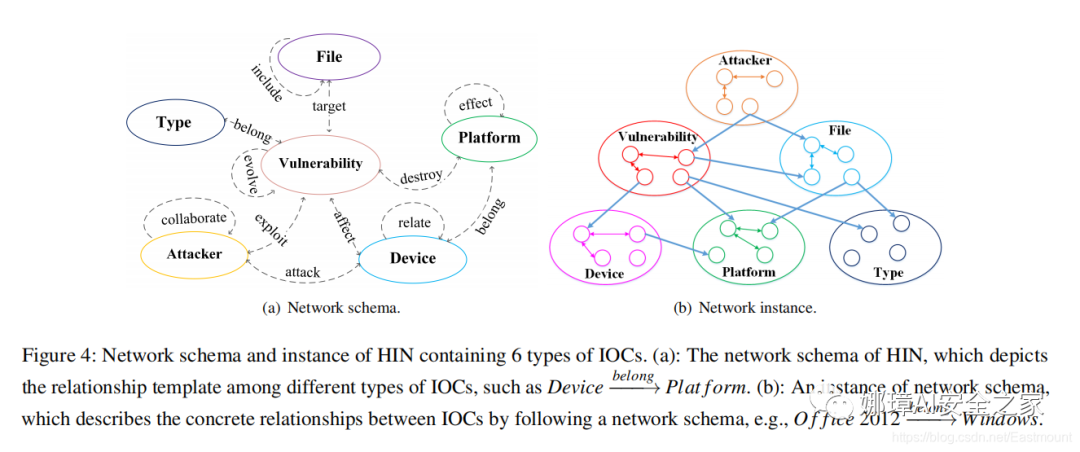 File
include
target
effect
Type
belong
Platform
Vulnerability
evolve
destroy
collaborate
exploit
affect
relate
belong
Attacker
attack
Device
(a) Network schema.
Attacker
Vulnerability
File
Device
Platform
Type
(b) Network instance.
Figure 4: Network schema and instance of HIN containing 6 types of IOCs. (a): The network schema of HIN, which depicts
the relationship template among different types of IOCs, such as Device belong Platform. (b): An instance of network schema,
which describes the concrete relationships between IOCs by following a network schema, e.g., Office 2012 belong Windows.
娜璋AI安全之家
https://blog.csdn.net/Eastmount